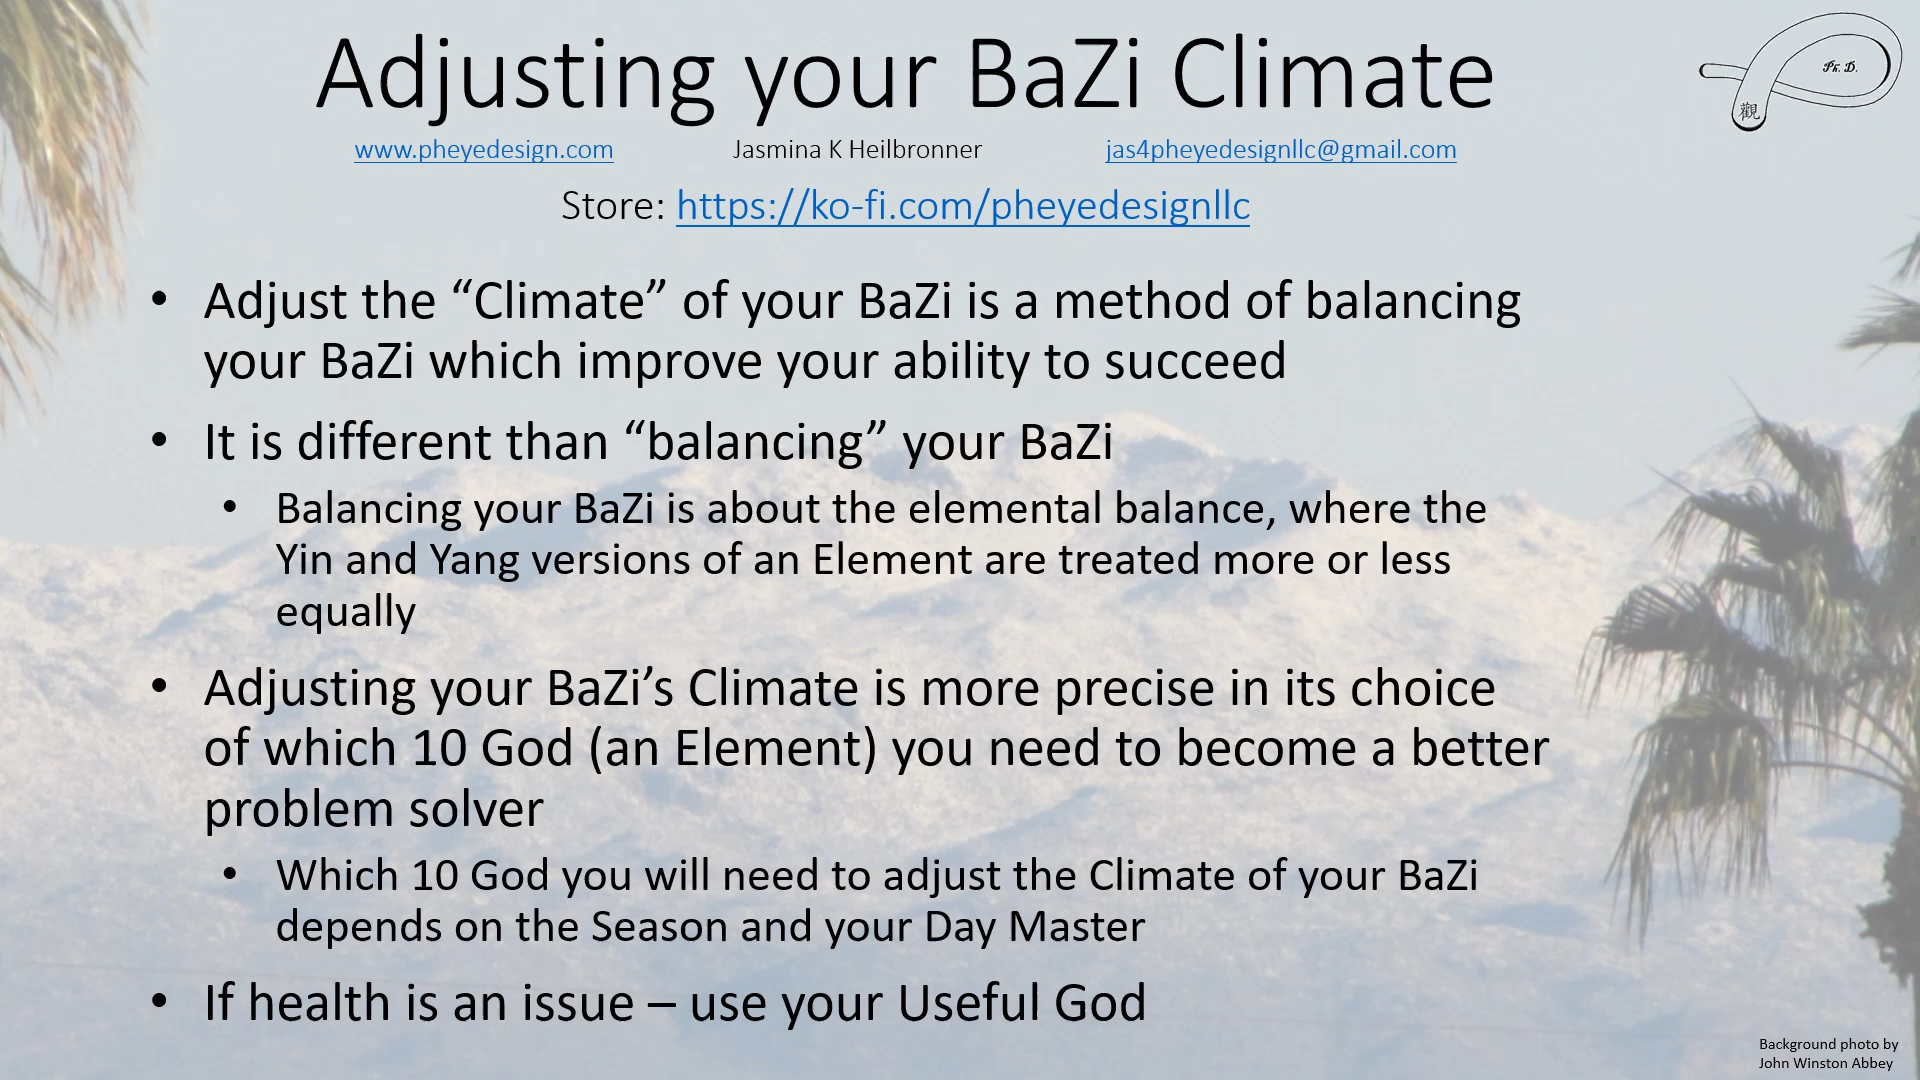 Adjusting your BaZi Climate
Ph. D.
觀
www.pheyedesign.com Jasmina K Heilbronner jas4pheyedesignllc@gmail.com
Store: https://ko-fi.com/pheyedesignllc
• Adjust the “Climate” of your BaZi is a method of balancing
your BaZi which improve your ability to succeed
• It is different than “balancing” your BaZi
• Balancing your BaZi is about the elemental balance, where the
Yin and Yang versions of an Element are treated more or less
equally
• Adjusting your BaZi’s Climate is more precise in its choice
of which 10 God (an Element) you need to become a better
problem solver
• Which 10 God you will need to adjust the Climate of your BaZi
depends on the Season and your Day Master
• If health is an issue – use your Useful God
Background photo by
John Winston Abbey